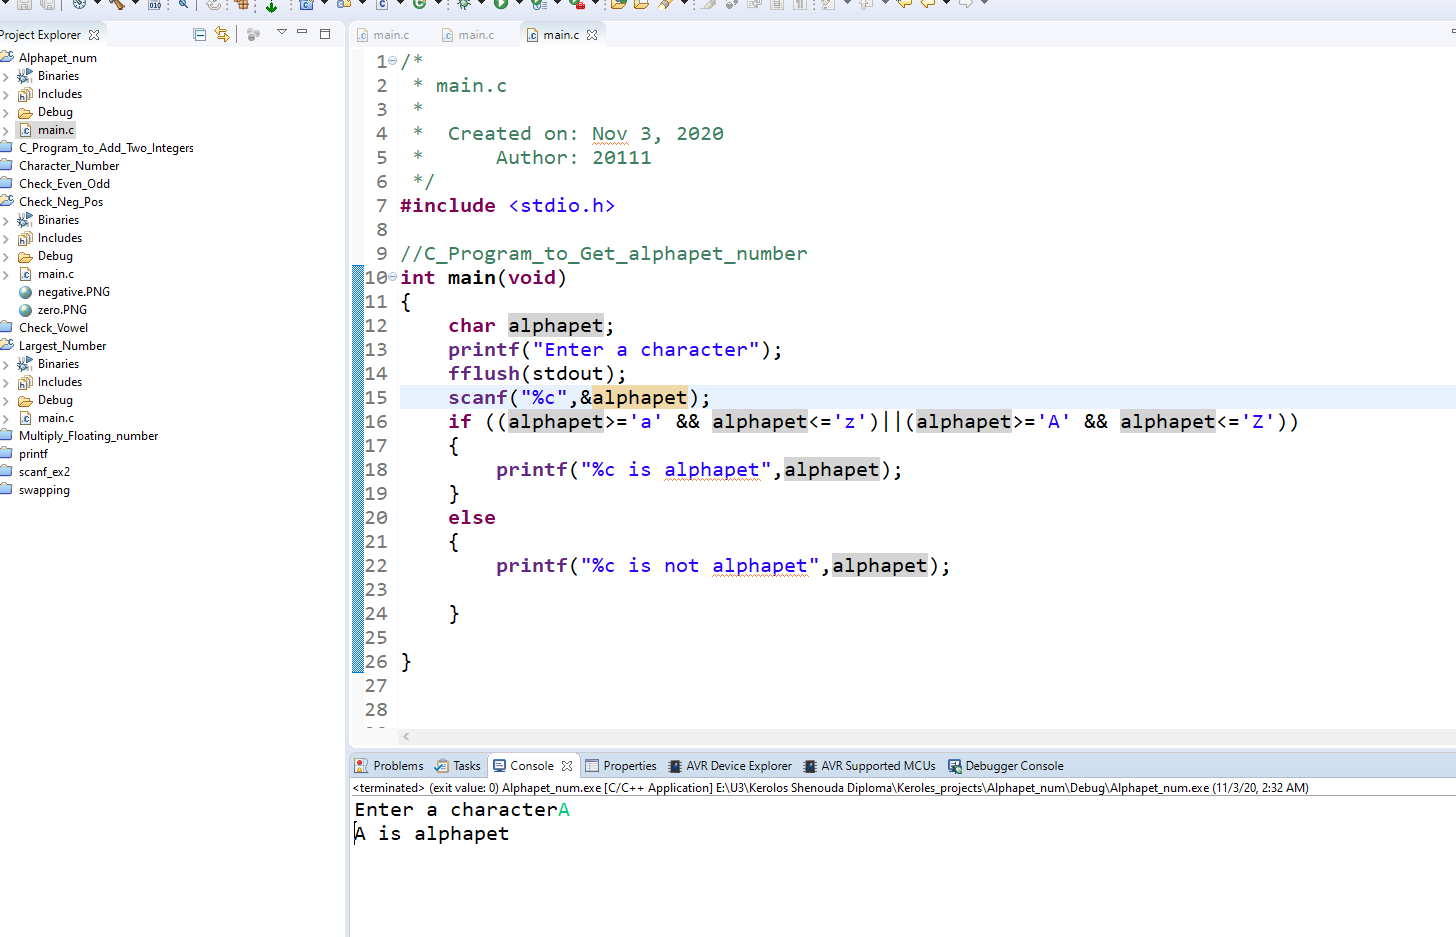 Project Explorer
Alphapet_num
Binaries
Includes
Debug
main.c
C_Program_to_Add_Two_Integers
Character_Number
Check_Even_Odd
Check_Neg_Pos
Binaries
Includes
Debug
main.c
negative.PNG
zero.PNG
Check_Vowel
Largest_Number
Binaries
Includes
Debug
main.c
Multiply_Floating_number
printf
scanf_ex2
swapping
main.c main.c main.c
1 /*
2 * main.c
3 *
4 * Created on: Nov 3, 2020
5 * Author: 20111
6 */
7 #include <stdio.h>
8
9 //C_Program_to_Get_alphapet_number
10 int main(void)
11 {
12 char alphapet;
13 printf("Enter a character");
14 fflush(stdout);
15 scanf("%c",&alphapet);
16 if ((alphapet>='a' && alphapet<='z')||(alphapet>='A' && alphapet<='Z'))
17 {
18 printf("%c is alphapet",alphapet);
19 }
20 else
21 {
22 printf("%c is not alphapet",alphapet);
23
24 }
25
26 }
27
28
Problems Tasks Console Properties AVR Device Explorer AVR Supported MCUs Debugger Console
<terminated> (exit value: 0) Alphapet_num.exe [C/C++ Application] E:\U3\Kerolos Shenouda Diploma\Keroles_projects\Alphapet_num\Debug\Alphapet_num.exe (11/3/20, 2:32 AM)
Enter a characterA
A is alphapet